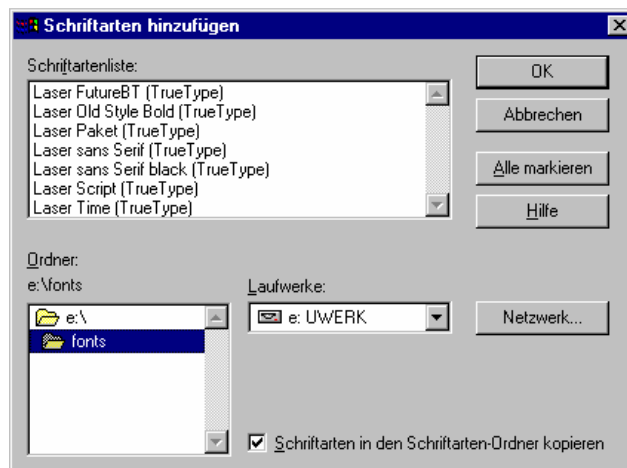 Schriftarten hinzufügen
Schriftartenliste:
Laser FutureBT (TrueType)
Laser Old Style Bold (TrueType)
Laser Paket (TrueType)
Laser sans Serif (TrueType)
Laser sans Serif black (TrueType)
Laser Script (TrueType)
Laser Time (TrueType)
OK
Abbrechen
Alle markieren
Hilfe
Ordner:
e:\fonts
e:\
fonts
Laufwerke:
e: UWERK
Netzwerk...
Schriftarten in den Schriftarten-Ordner kopieren